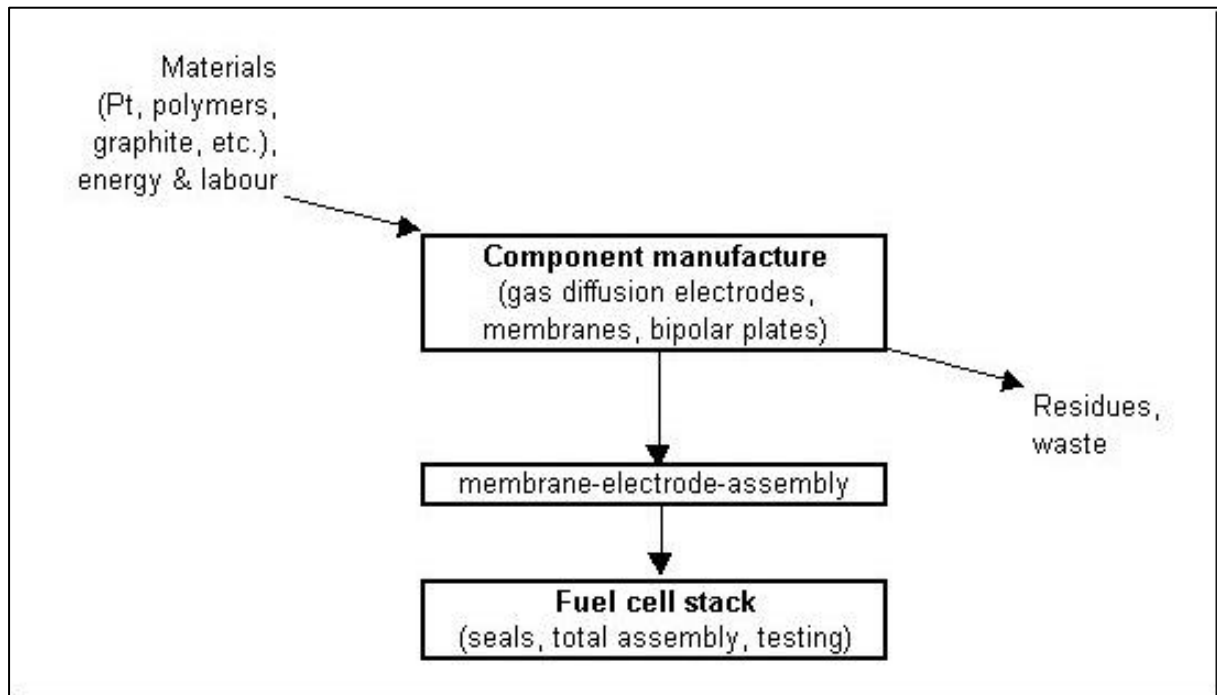 Materials
(Pt, polymers,
graphite, etc.),
energy & labour
Component manufacture
(gas diffusion electrodes,
membranes, bipolar plates)
Residues,
waste
membrane-electrode-assembly
Fuel cell stack
(seals, total assembly, testing)